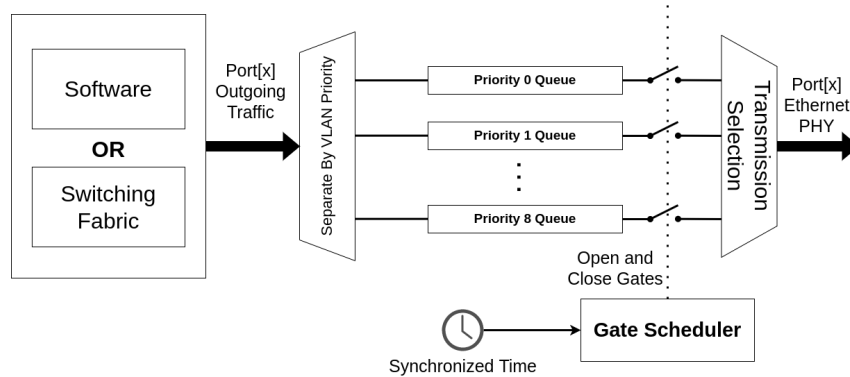 Software
OR
Switching
Fabric
Port[x]
Outgoing
Traffic
Separate By VLAN Priority
Priority 0 Queue
Priority 1 Queue
Priority 8 Queue
Transmission
Selection
Port[x]
Ethernet
PHY
Open and
Close Gates
Gate Scheduler
Synchronized Time